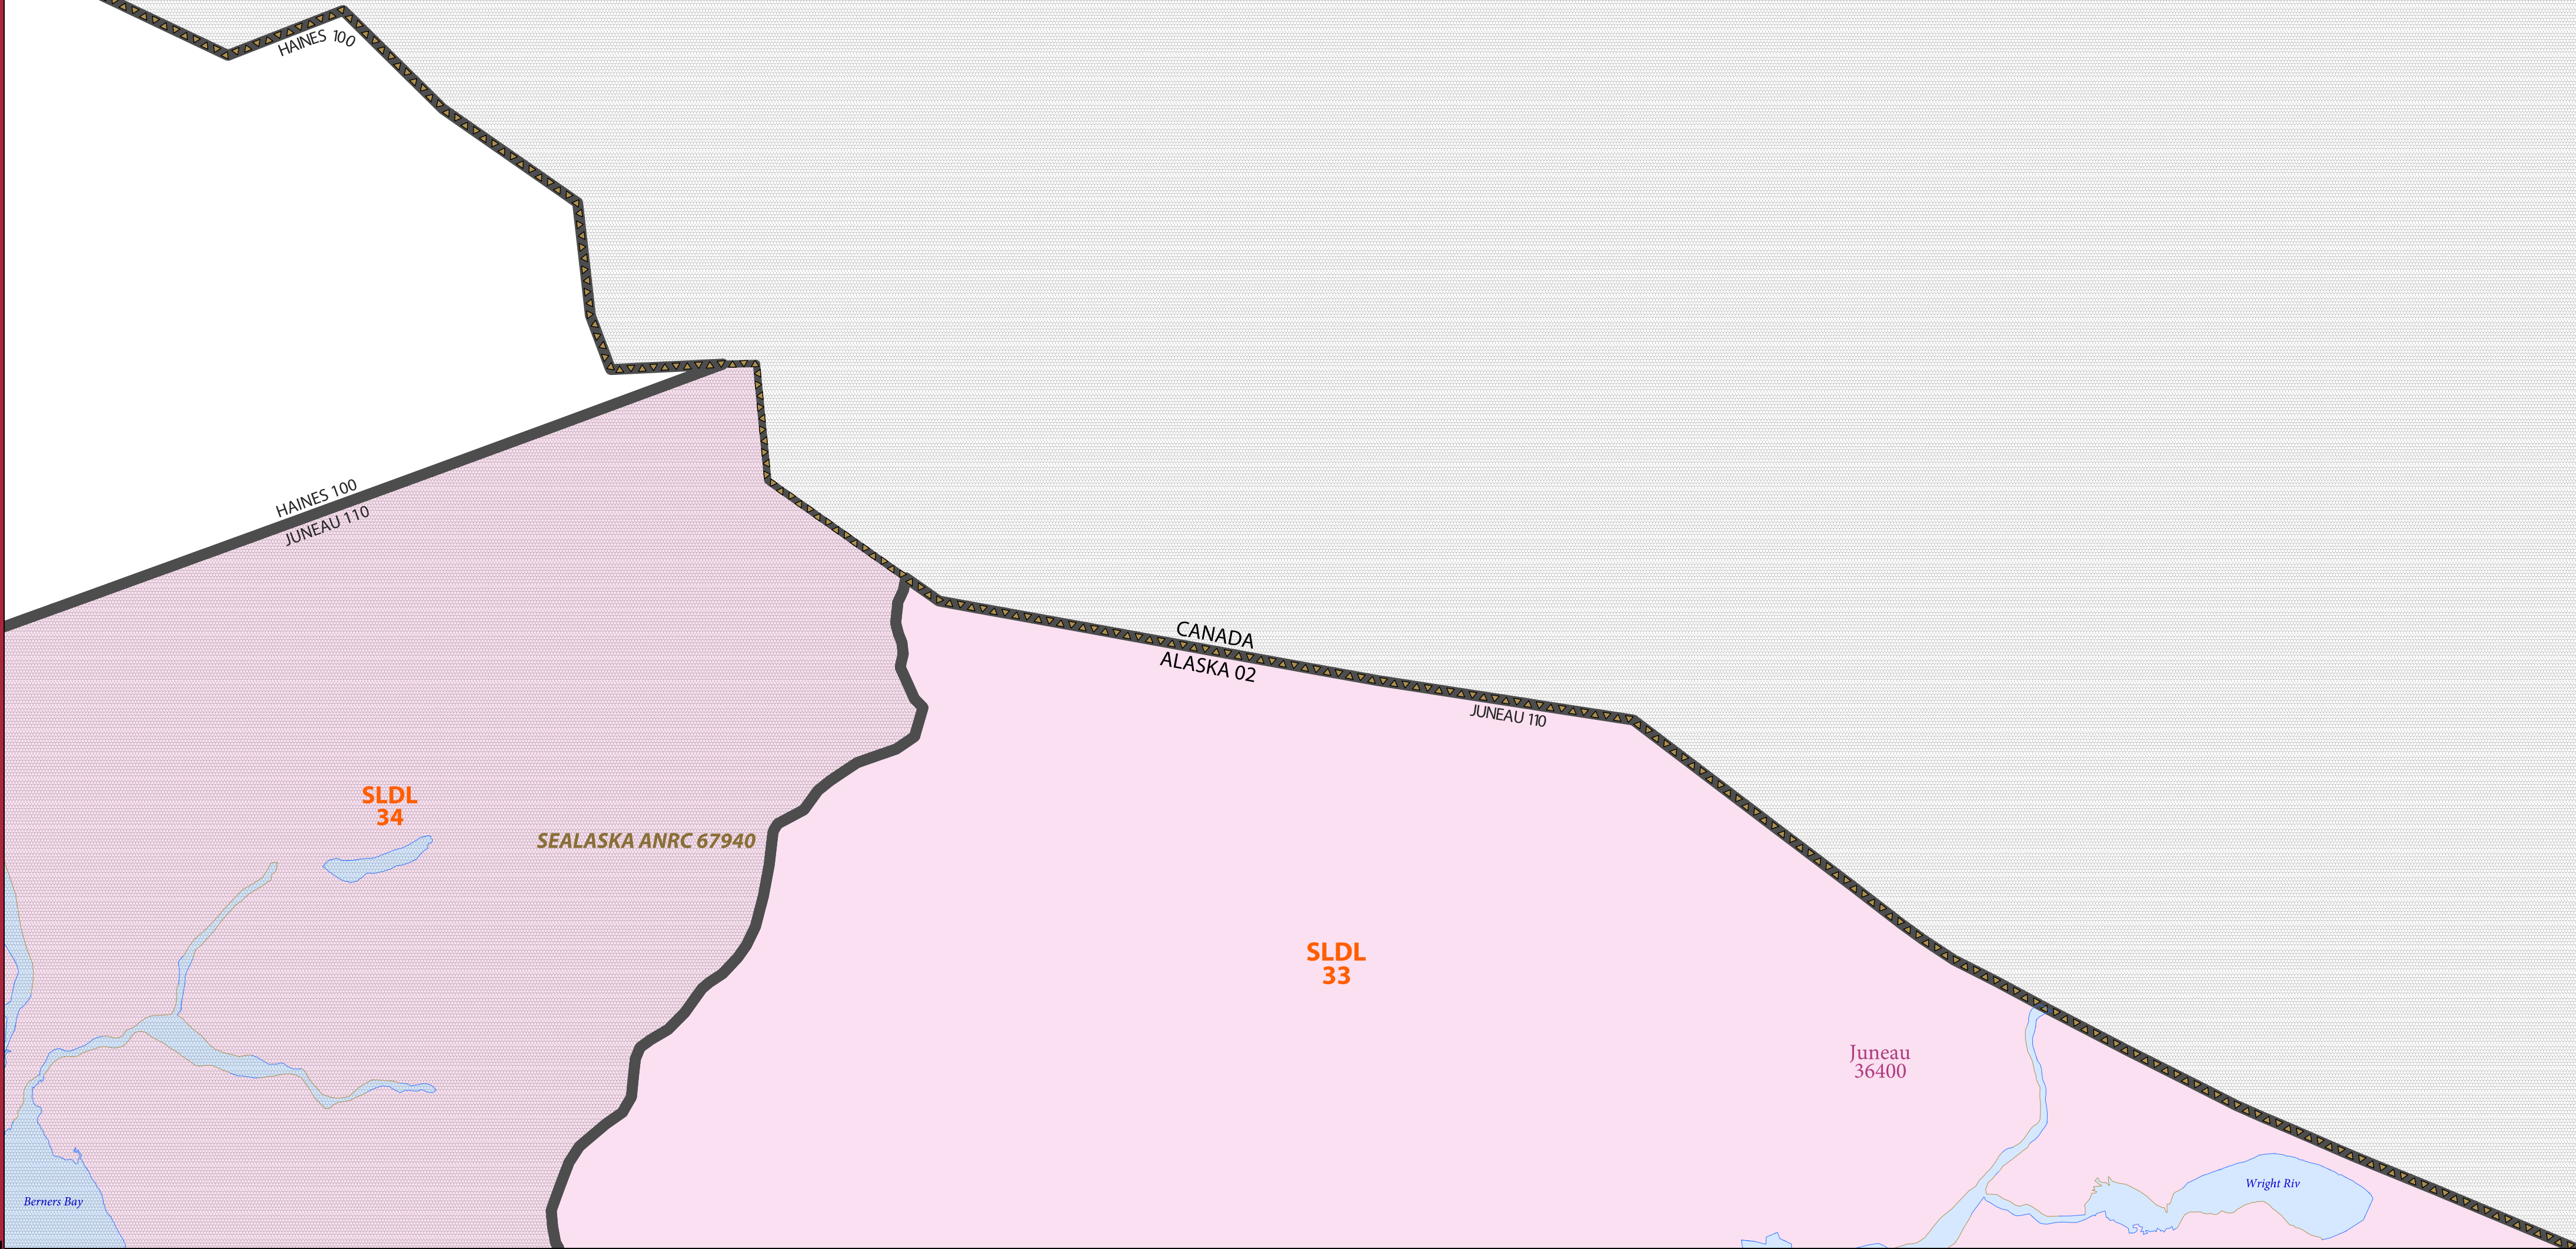 HAINES 100
HAINES 100
JUNEAU 110
CANADA
ALASKA 02
JUNEAU 110
SLDL
34
SEALASKA ANRC 67940
SLDL
33
Juneau
36400
Wright Riv
Berners Bay